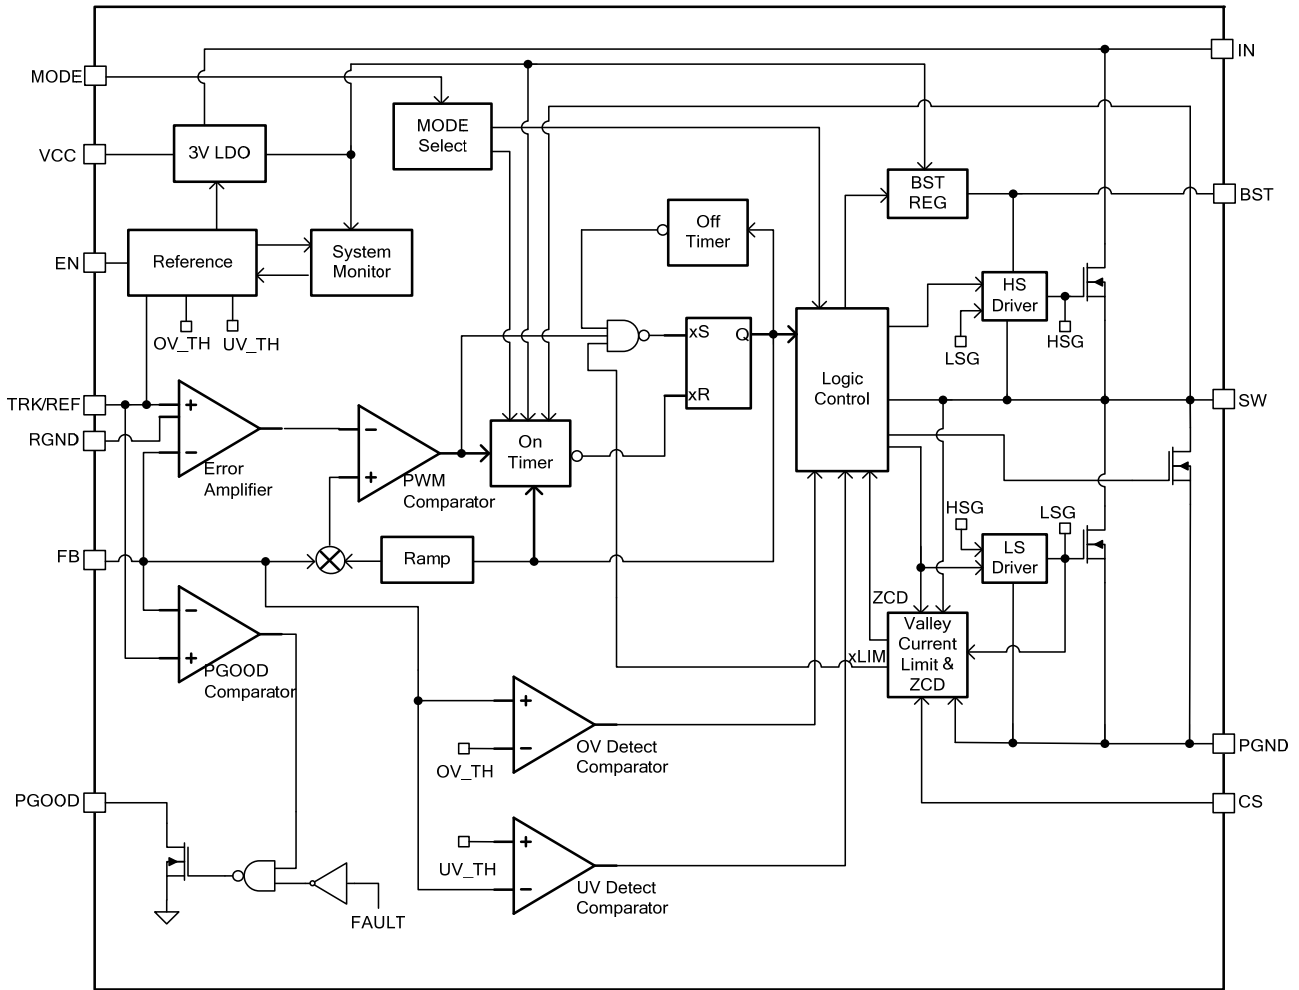 IN
MODE
MODE
Select
VCC
3V LDO
BST
REG
BST
Off
Timer
EN
Reference
System
Monitor
HS
Driver
OV_TH
UV_TH
xS
Q
LSG
HSG
Logic
Control
TRK/REF
+
xR
SW
RGND
−
Error
Amplifier
−
+
PWM
Comparator
On
Timer
HSG
LSG
FB
Ramp
LS
Driver
ZCD
−
+
PGOOD
Comparator
Valley
Current
Limit &
ZCD
xLIM
+
−
OV_TH
OV Detect
Comparator
PGND
PGOOD
CS
+
−
UV_TH
UV Detect
Comparator
FAULT